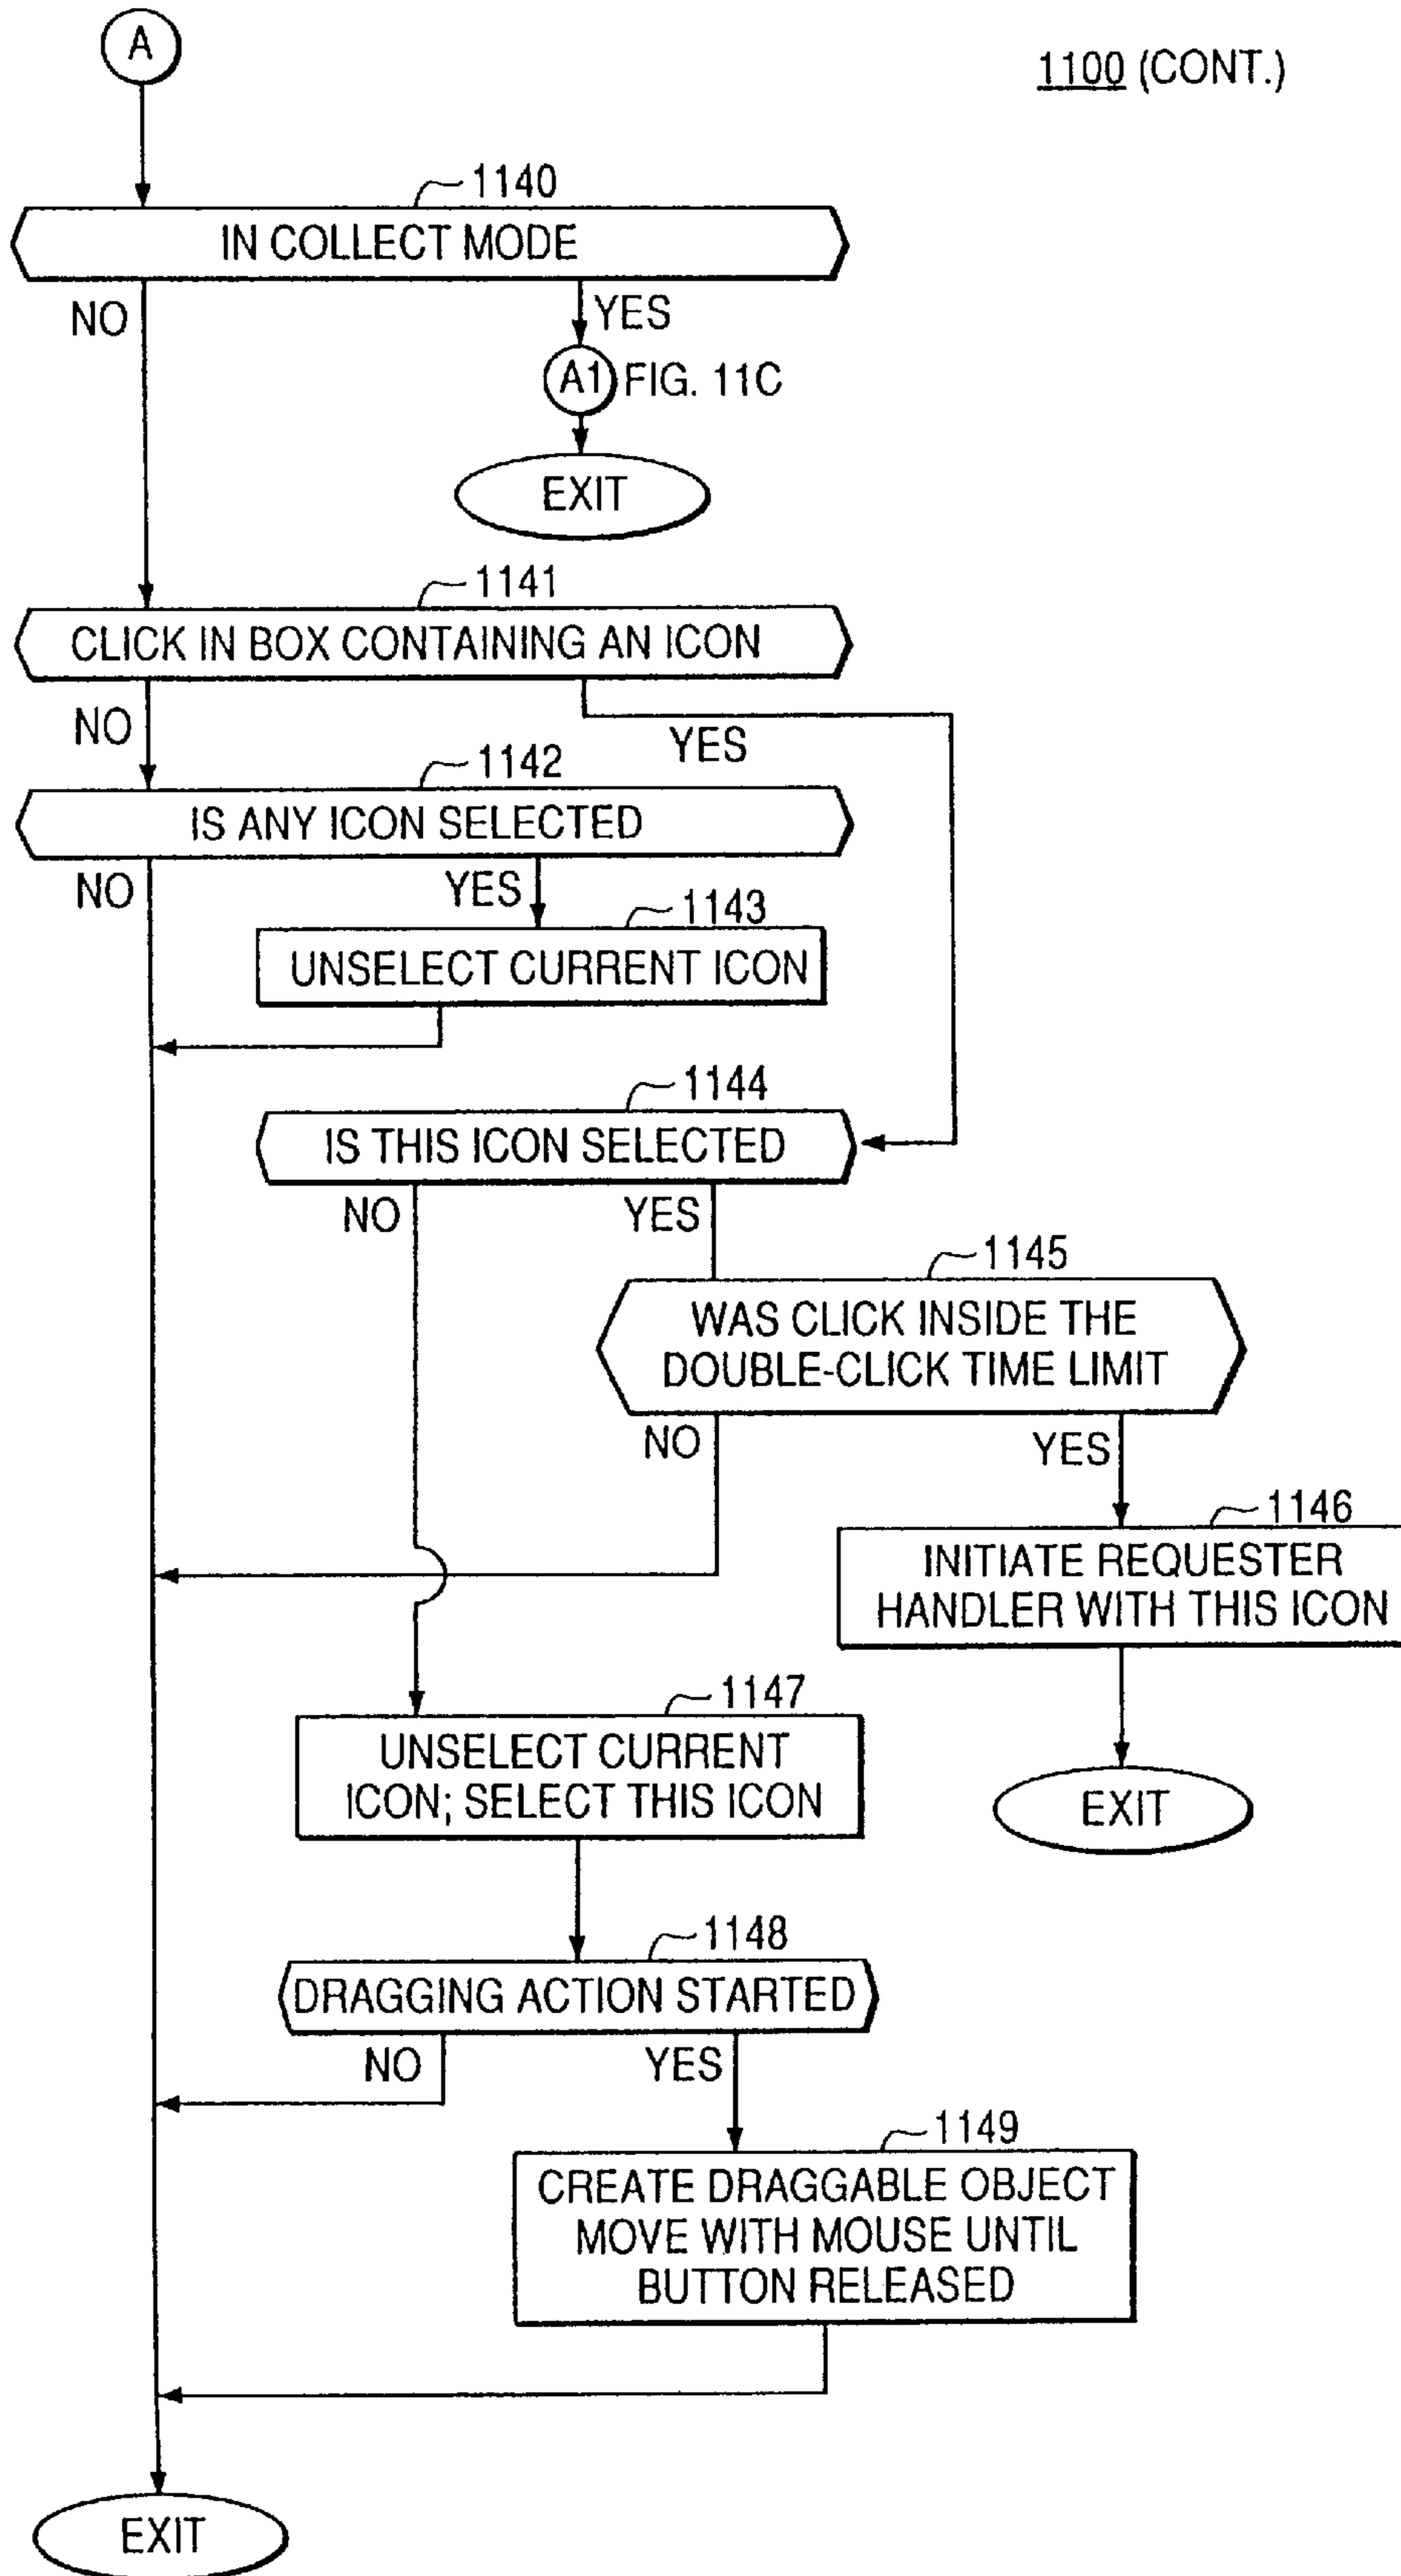 A
1100 (CONT.)
1140
IN COLLECT MODE
NO
YES
A1 FIG. 11C
EXIT
1141
CLICK IN BOX CONTAINING AN ICON
NO
YES
1142
IS ANY ICON SELECTED
NO
YES
1143
UNSELECT CURRENT ICON
1144
IS THIS ICON SELECTED
NO
YES
1145
WAS CLICK INSIDE THE
DOUBLE-CLICK TIME LIMIT
NO
YES
1146
INITIATE REQUESTER
HANDLER WITH THIS ICON
1147
UNSELECT CURRENT
ICON; SELECT THIS ICON
EXIT
1148
DRAGGING ACTION STARTED
NO
YES
1149
CREATE DRAGGABLE OBJECT
MOVE WITH MOUSE UNTIL
BUTTON RELEASED
EXIT